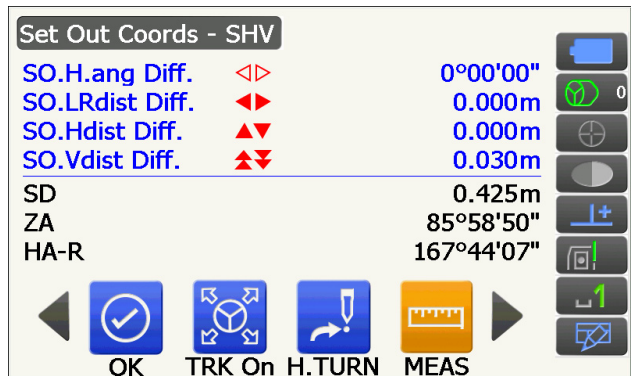 Set Out Coords - SHV
SO.H.ang Diff. 0°00'00"
SO.LRdist Diff. 0.000m
SO.Hdist Diff. 0.000m
SO.Vdist Diff. 0.030m
SD 0.425m
ZA 85°58'50"
HA-R 167°44'07"
OK TRK On H.TURN MEAS
0
1